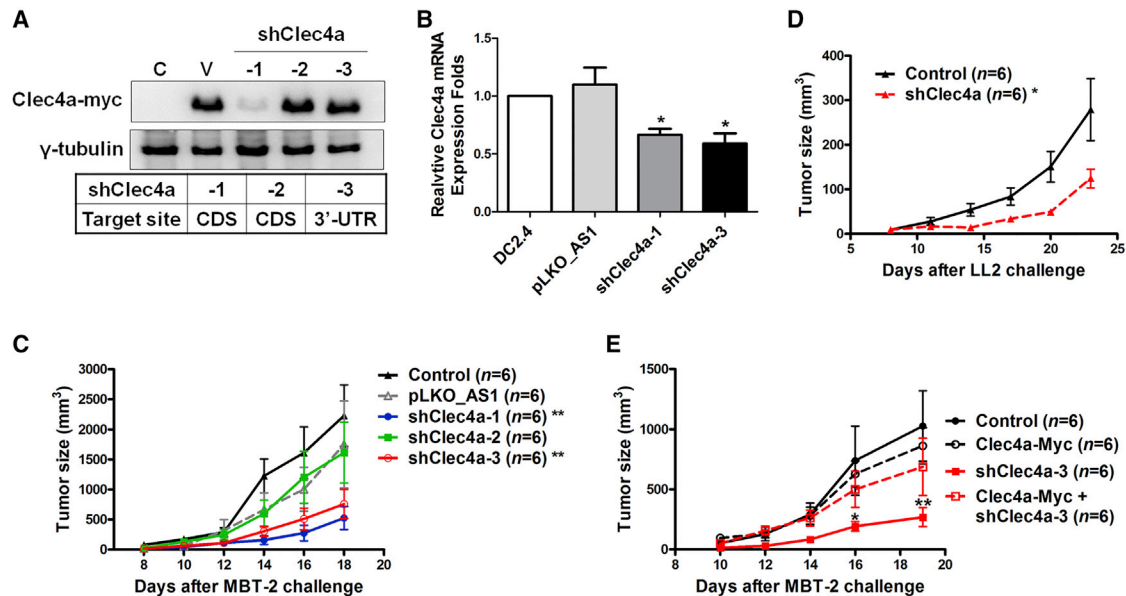 A
shClec4a
C V -1 -2 -3
Clec4a-myc
γ-tubulin
shClec4a -1 -2 -3
Target site CDS CDS 3'-UTR
B
Realvtive Clec4a mRNA
Expression Folds
1.5
1.0
0.5
0.0
* *
DC2.4
pLKO_AS1
shClec4a-1
shClec4a-3
D
Tumor size (mm3)
400
300
200
100
0
5 10 15 20 25
Days after LL2 challenge
Control (n=6)
shClec4a (n=6) *
C
Tumor size (mm3)
3000
2500
2000
1500
1000
500
0
8 10 12 14 16 18 20
Days after MBT-2 challenge
Control (n=6)
pLKO_AS1 (n=6)
shClec4a-1 (n=6) **
shClec4a-2 (n=6)
shClec4a-3 (n=6) **
E
Tumor size (mm3)
1500
1000
500
0
* **
8 10 12 14 16 18 20
Days after MBT-2 challenge
Control (n=6)
Clec4a-Myc (n=6)
shClec4a-3 (n=6)
Clec4a-Myc +
shClec4a-3 (n=6)